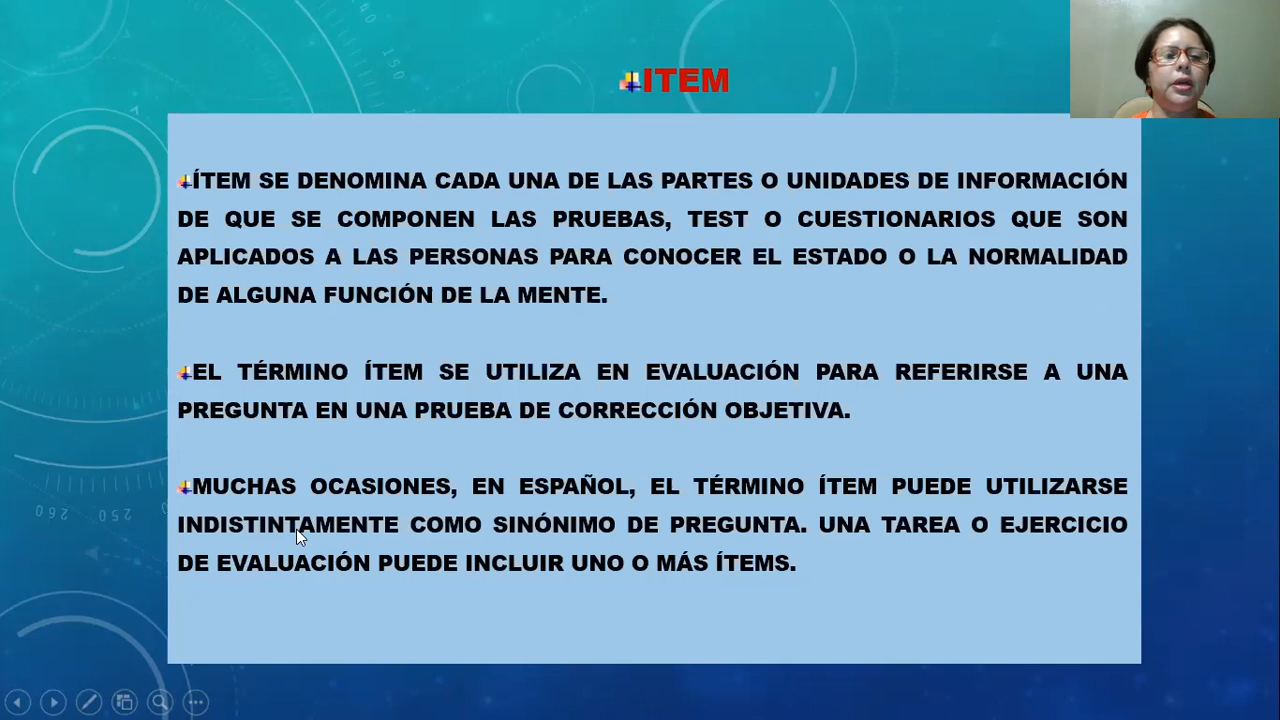 ITEM
ÍTEM SE DENOMINA CADA UNA DE LAS PARTES O UNIDADES DE INFORMACIÓN
DE QUE SE COMPONEN LAS PRUEBAS, TEST O CUESTIONARIOS QUE SON
APLICADOS A LAS PERSONAS PARA CONOCER EL ESTADO O LA NORMALIDAD
DE ALGUNA FUNCIÓN DE LA MENTE.
EL TÉRMINO ÍTEM SE UTILIZA EN EVALUACIÓN PARA REFERIRSE A UNA
PREGUNTA EN UNA PRUEBA DE CORRECCIÓN OBJETIVA.
MUCHAS OCASIONES, EN ESPAÑOL, EL TÉRMINO ÍTEM PUEDE UTILIZARSE
INDISTINTAMENTE COMO SINÓNIMO DE PREGUNTA. UNA TAREA O EJERCICIO
DE EVALUACIÓN PUEDE INCLUIR UNO O MÁS ÍTEMS.
150
260
250